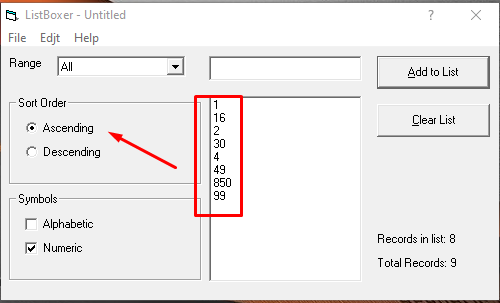 ListBoxer - Untitled
File Edjt Help
Range All Add to List
Sort Order
Ascending
Descending
Clear List
1
16
2
30
4
49
850
99
Symbols
Alphabetic
Numeric
Records in list: 8
Total Records: 9